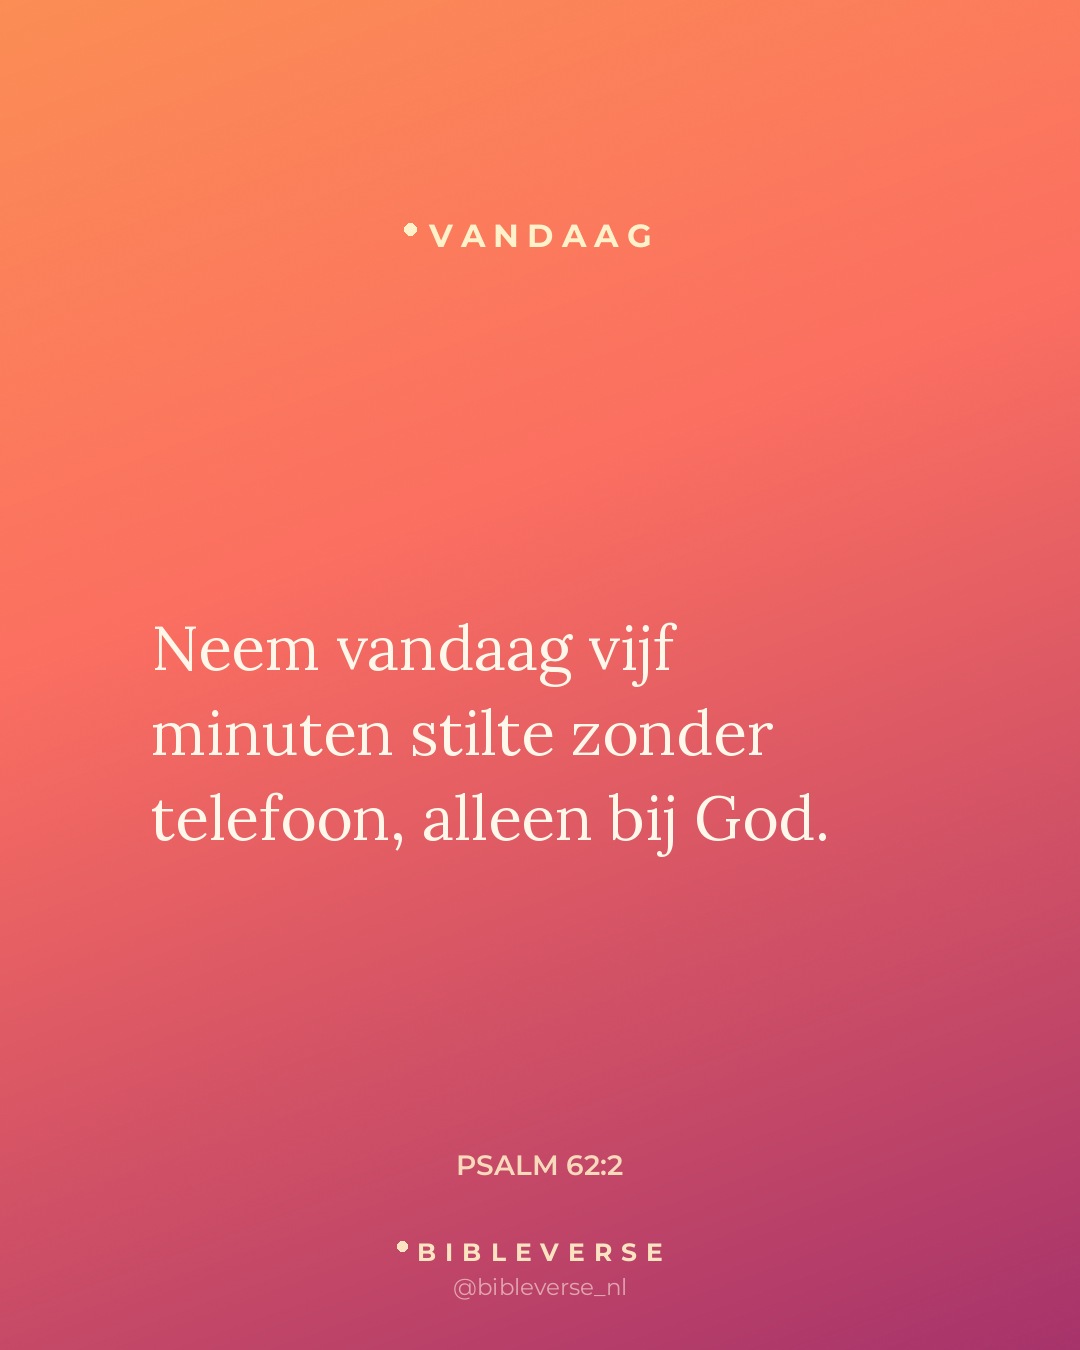 VANDAAG
Neem vandaag vijf
minuten stilte zonder
telefoon, alleen bij God.
PSALM 62:2
BIBLEVERSE
@bibleverse_nl